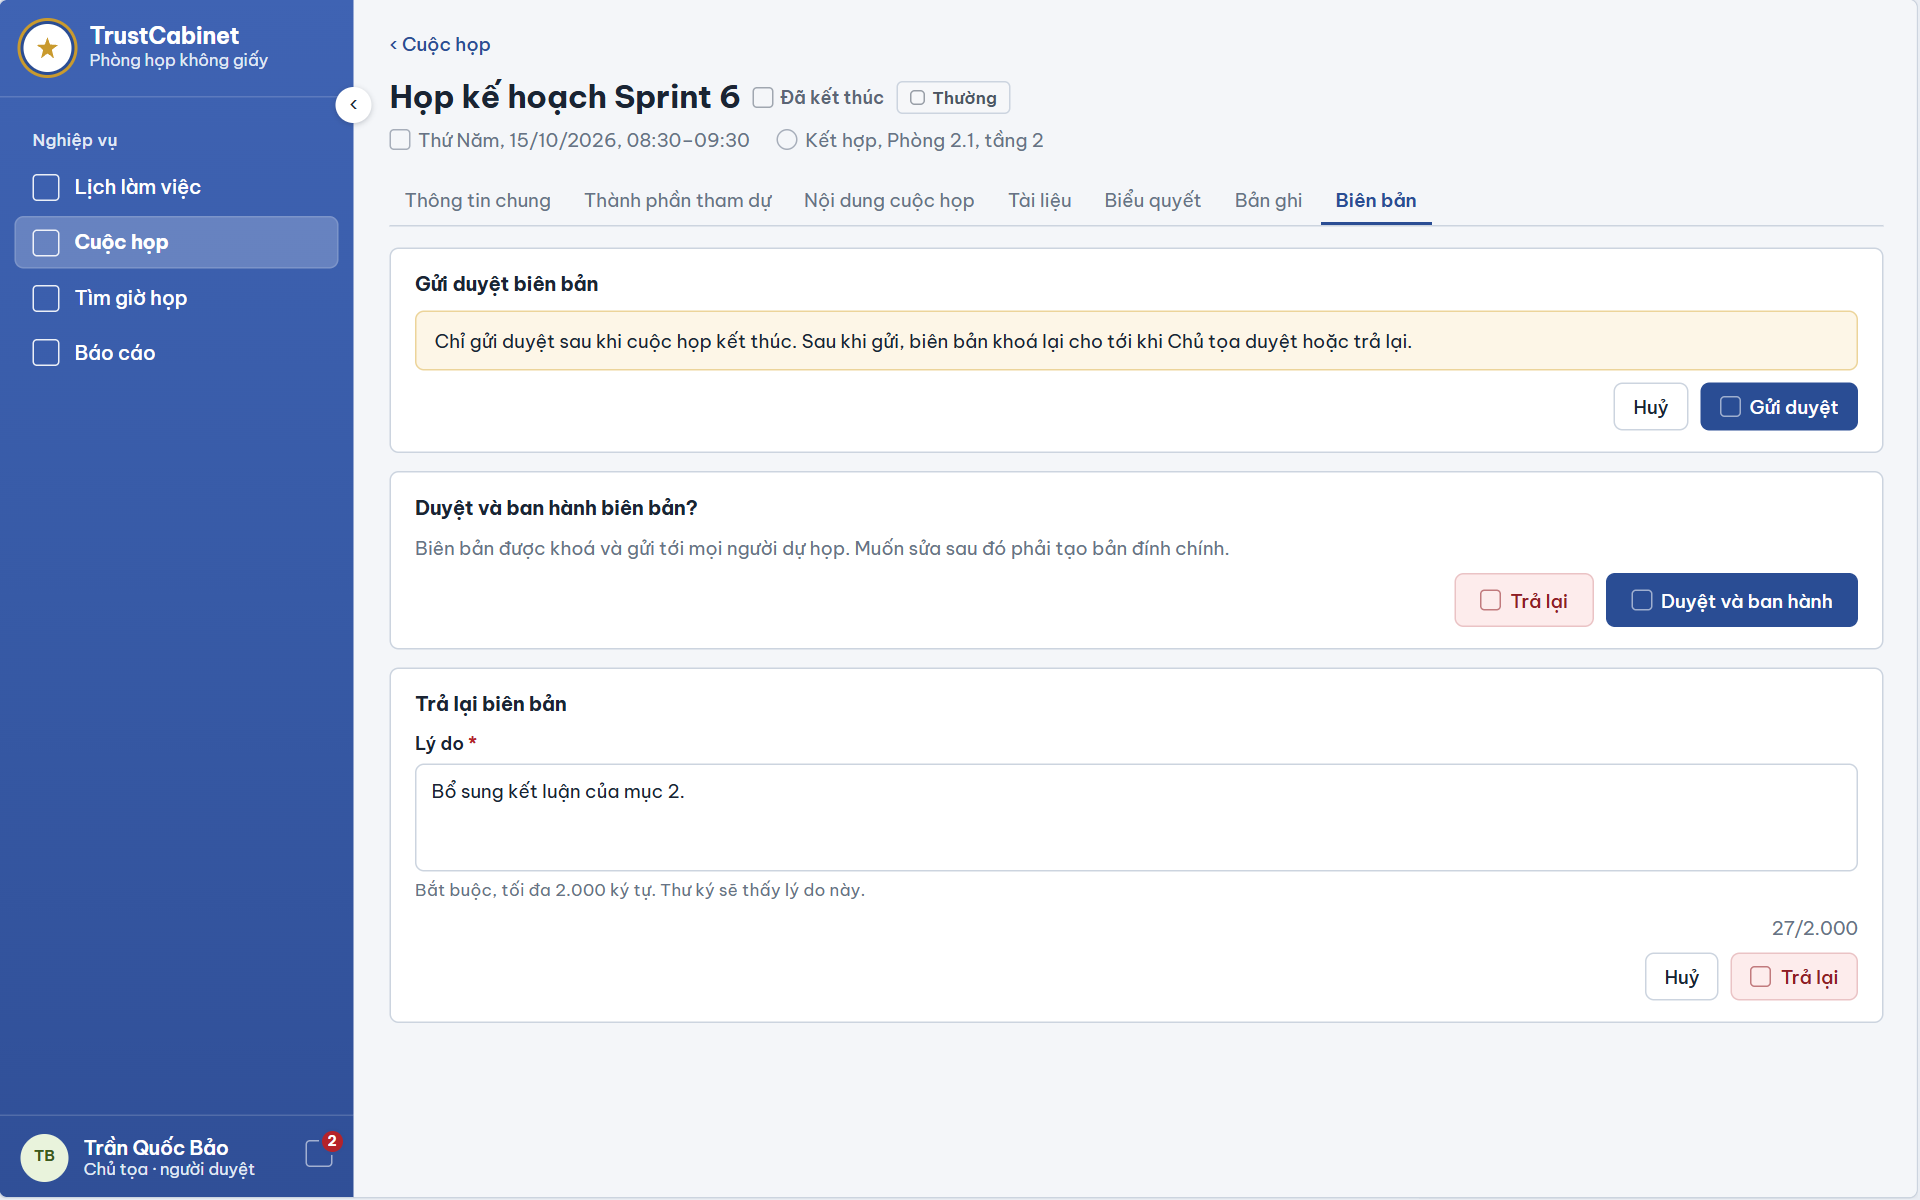 TrustCabinet
Phòng họp không giấy
Nghiệp vụ
Lịch làm việc
Cuộc họp
Tìm giờ họp
Báo cáo
TB
Trần Quốc Bảo
Chủ tọa · người duyệt
2
‹ Cuộc họp
Họp kế hoạch Sprint 6
Đã kết thúc
Thường
Thứ Năm, 15/10/2026, 08:30–09:30
Kết hợp, Phòng 2.1, tầng 2
Thông tin chung
Thành phần tham dự
Nội dung cuộc họp
Tài liệu
Biểu quyết
Bản ghi
Biên bản
Gửi duyệt biên bản
Chỉ gửi duyệt sau khi cuộc họp kết thúc. Sau khi gửi, biên bản khoá lại cho tới khi Chủ tọa duyệt hoặc trả lại.
Huỷ
Gửi duyệt
Duyệt và ban hành biên bản?
Biên bản được khoá và gửi tới mọi người dự họp. Muốn sửa sau đó phải tạo bản đính chính.
Trả lại
Duyệt và ban hành
Trả lại biên bản
Lý do *
Bổ sung kết luận của mục 2.
Bắt buộc, tối đa 2.000 ký tự. Thư ký sẽ thấy lý do này.
27/2.000
Huỷ
Trả lại